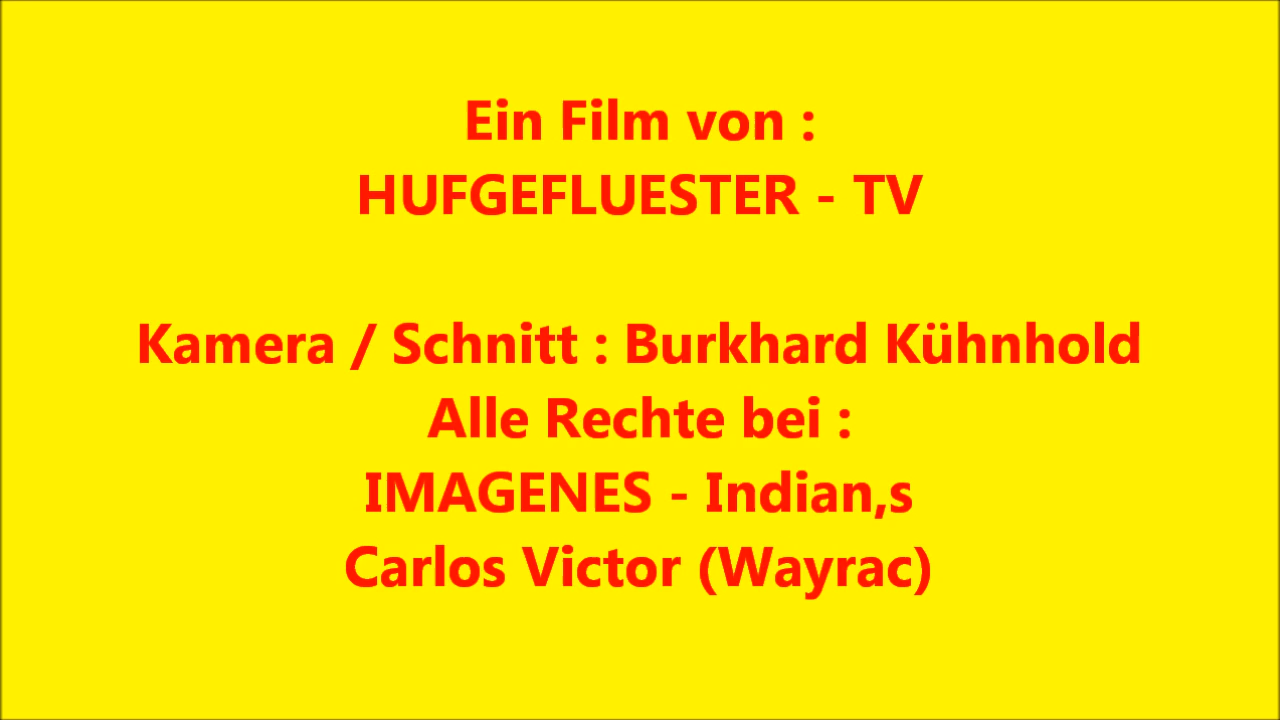 Ein Film von :
HUFGEFLUESTER - TV
Kamera / Schnitt : Burkhard Kühnhold
Alle Rechte bei :
IMAGENES - Indian,s
Carlos Victor (Wayrac)